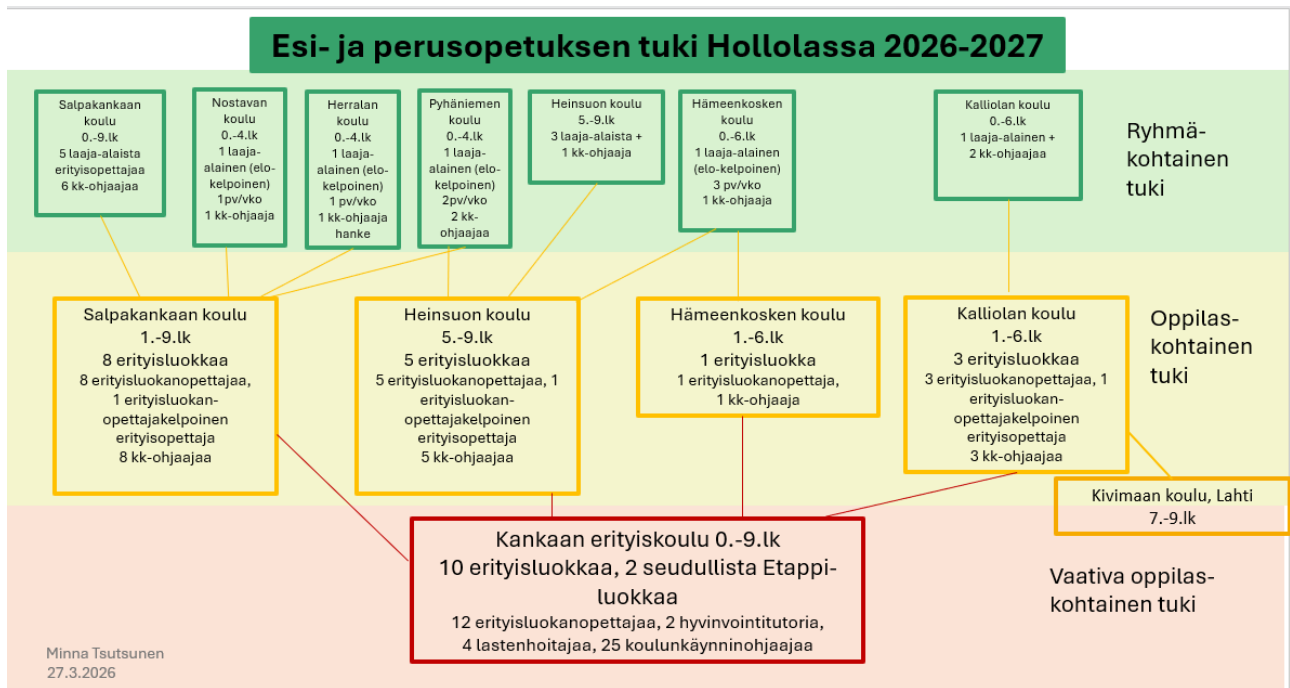 Esi- ja perusopetuksen tuki Hollolassa 2026-2027
Salpakankaan
koulu
0.-9.lk
5 laaja-alaista
erityisopettajaa
6 kk-ohjaajaa
Nostavan
koulu
0.-4.lk
1 laaja-
alainen (elo-
kelpoinen)
1pv/vko
1 kk-ohjaaja
Herralan
koulu
0.-4.lk
1 laaja-
alainen (elo-
kelpoinen)
1 pv/vko
1 kk-ohjaaja
hanke
Pyhäniemen
koulu
0.-4.lk
1 laaja-
alainen (elo-
kelpoinen)
2pv/vko
2 kk-
ohjaajaa
Heinsuon koulu
5.-9.lk
3 laaja-alaista +
1 kk-ohjaaja
Hämeenkosken
koulu
0.-6.lk
1 laaja-alainen
(elo-kelpoinen)
3 pv/vko
1 kk-ohjaaja
Kalliolan koulu
0.-6.lk
1 laaja-alainen +
2 kk-ohjaajaa
Ryhmä-
kohtainen
tuki
Salpakankaan koulu
1.-9.lk
8 erityisluokkaa
8 erityisluokanopettajaa,
1 erityisluokan-
opettajakelpoinen
erityisopettaja
8 kk-ohjaajaa
Heinsuon koulu
5.-9.lk
5 erityisluokkaa
5 erityisluokanopettajaa, 1
erityisluokan-
opettajakelpoinen
erityisopettaja
5 kk-ohjaajaa
Hämeenkosken koulu
1.-6.lk
1 erityisluokka
1 erityisluokanopettaja,
1 kk-ohjaaja
Kalliolan koulu
1.-6.lk
3 erityisluokkaa
3 erityisluokanopettajaa, 1
erityisluokan-
opettajakelpoinen
erityisopettaja
3 kk-ohjaajaa
Oppilas-
kohtainen
tuki
Kivimaan koulu, Lahti
7.-9.lk
Kankaan erityiskoulu 0.-9.lk
10 erityisluokkaa, 2 seudullista Etappi-
luokkaa
12 erityisluokanopettajaa, 2 hyvinvointitutoria,
4 lastenhoitajaa, 25 koulunkäynninohjaajaa
Vaativa oppilas-
kohtainen tuki
Minna Tsutsunen
27.3.2026